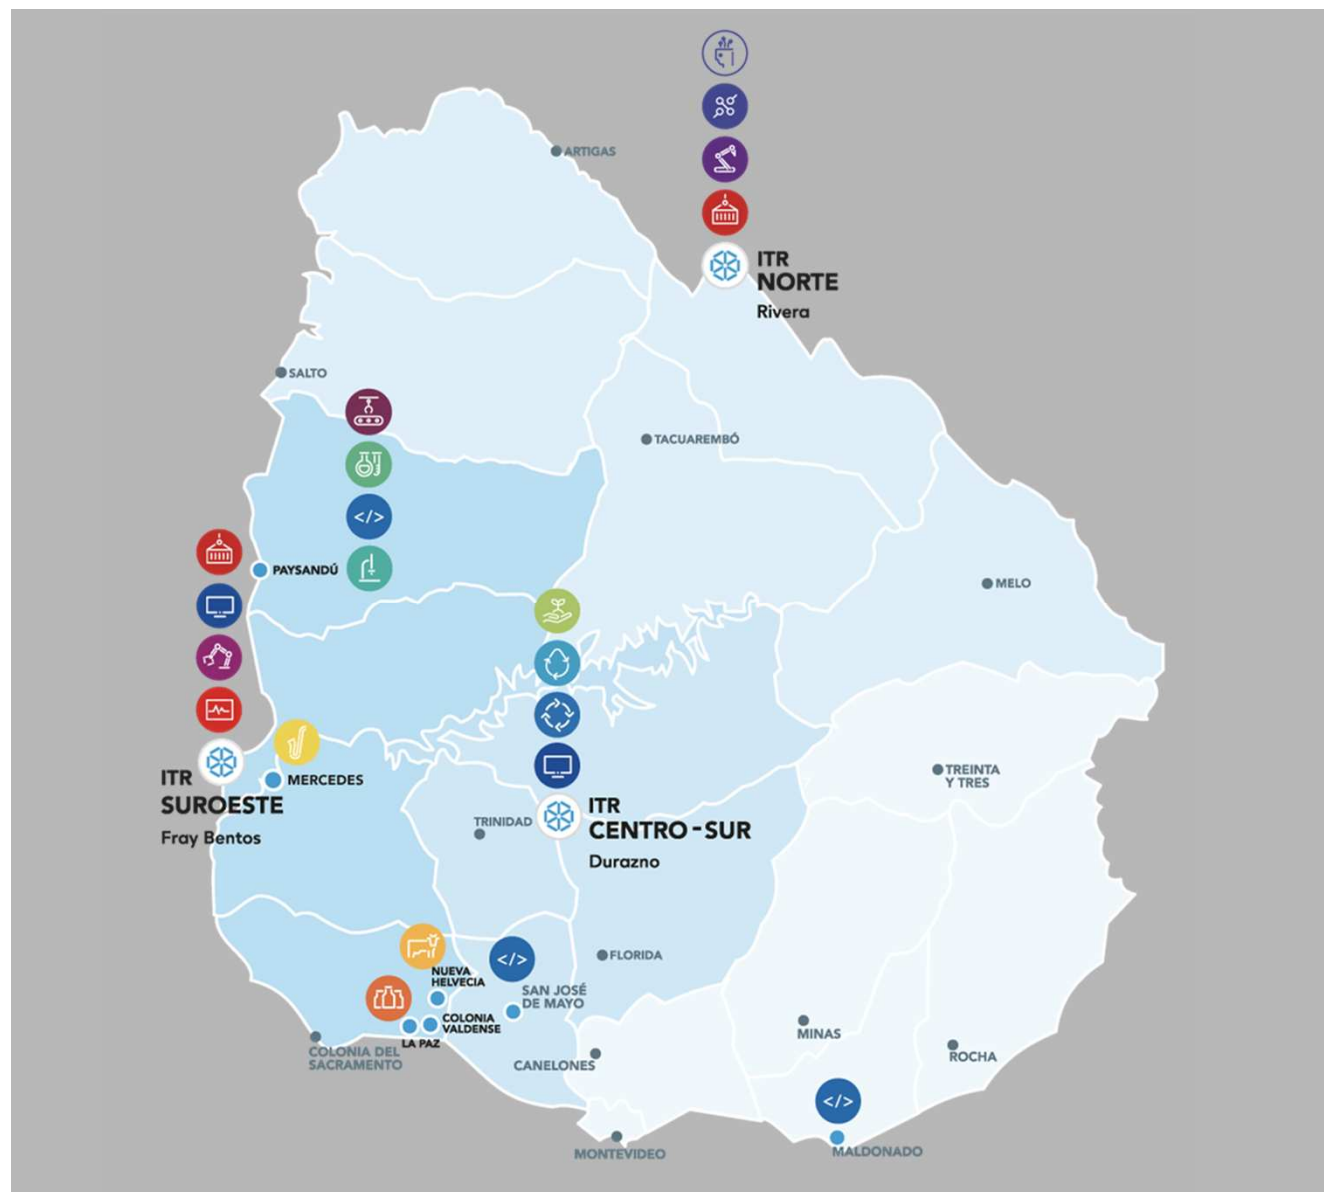 ARTIGAS
ITR
NORTE
Rivera
SALTO
TACUAREMBÓ
</>
PAYSANDÚ
MELO
ITR
SUROESTE
Fray Bentos
MERCEDES
TREINTA
Y TRES
TRINIDAD
ITR
CENTRO-SUR
Durazno
FLORIDA
</>
NUEVA
HELVECIA
SAN JOSÉ
DE MAYO
COLONIA
VALDENSE
LA PAZ
COLONIA DEL
SACRAMENTO
CANELONES
MINAS
ROCHA
</>
MALDONADO
MONTEVIDEO